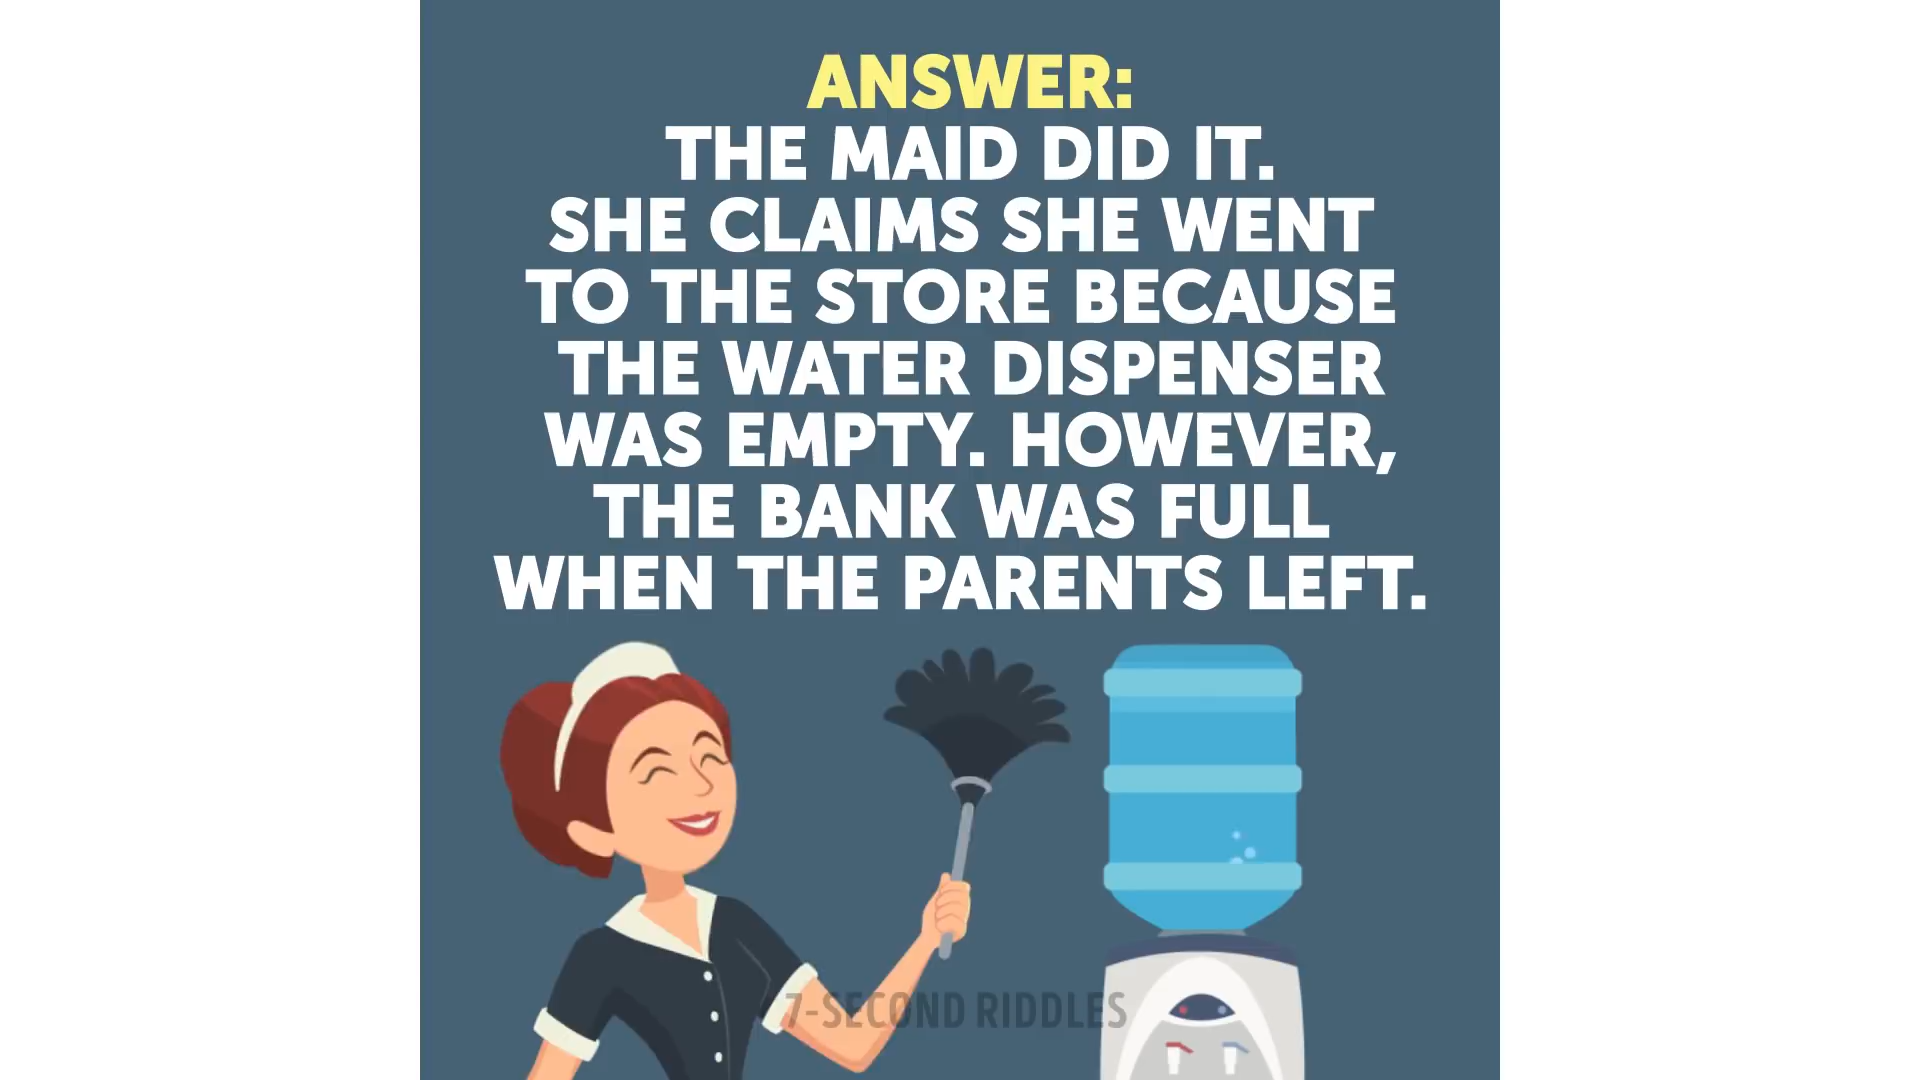 ANSWER:
THE MAID DID IT.
SHE CLAIMS SHE WENT
TO THE STORE BECAUSE
THE WATER DISPENSER
WAS EMPTY. HOWEVER,
THE BANK WAS FULL
WHEN THE PARENTS LEFT.
7-SECOND RIDDLES